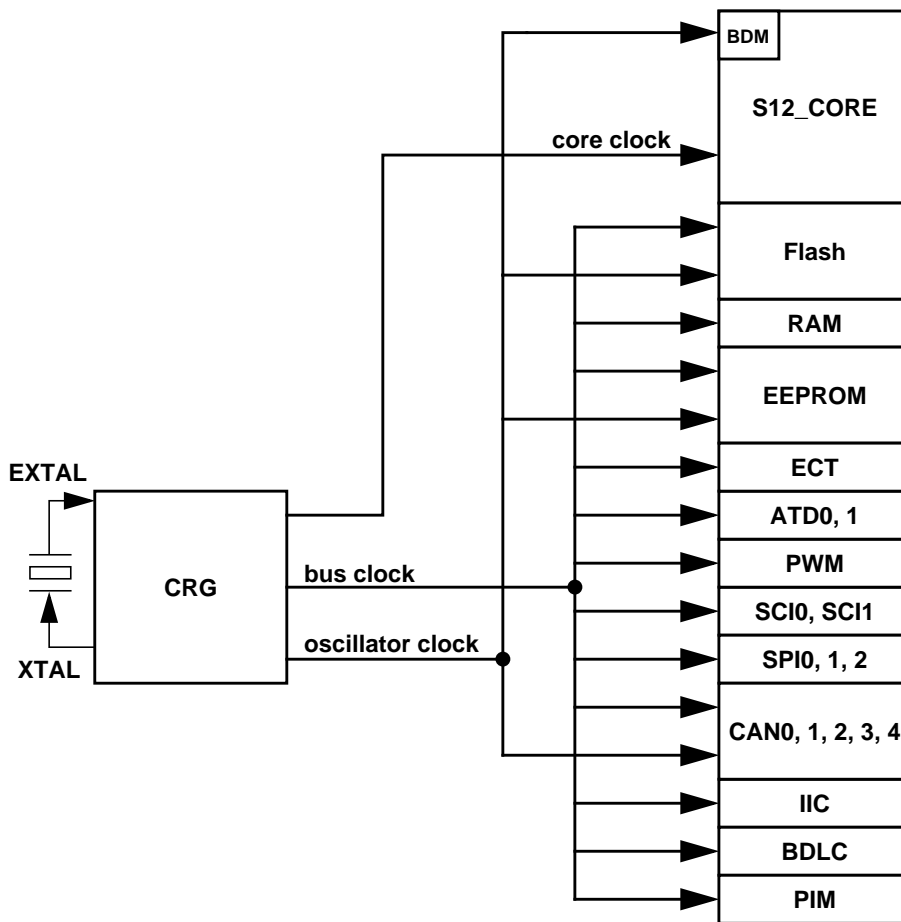 BDM
S12_CORE
core clock
Flash
RAM
EEPROM
EXTAL
ECT
ATD0, 1
PWM
CRG
bus clock
SCI0, SCI1
oscillator clock
SPI0, 1, 2
XTAL
CAN0, 1, 2, 3, 4
IIC
BDLC
PIM